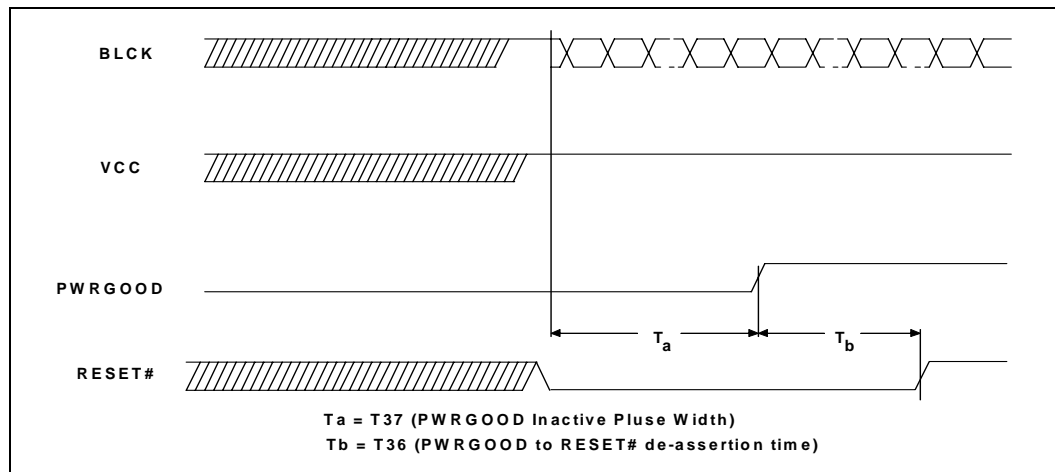 BLCK
VCC
PWRGOOD
Ta
Tb
RESET#
Ta = T37 (PWRGOOD Inactive Pluse Width)
Tb = T36 (PWRGOOD to RESET# de-assertion time)